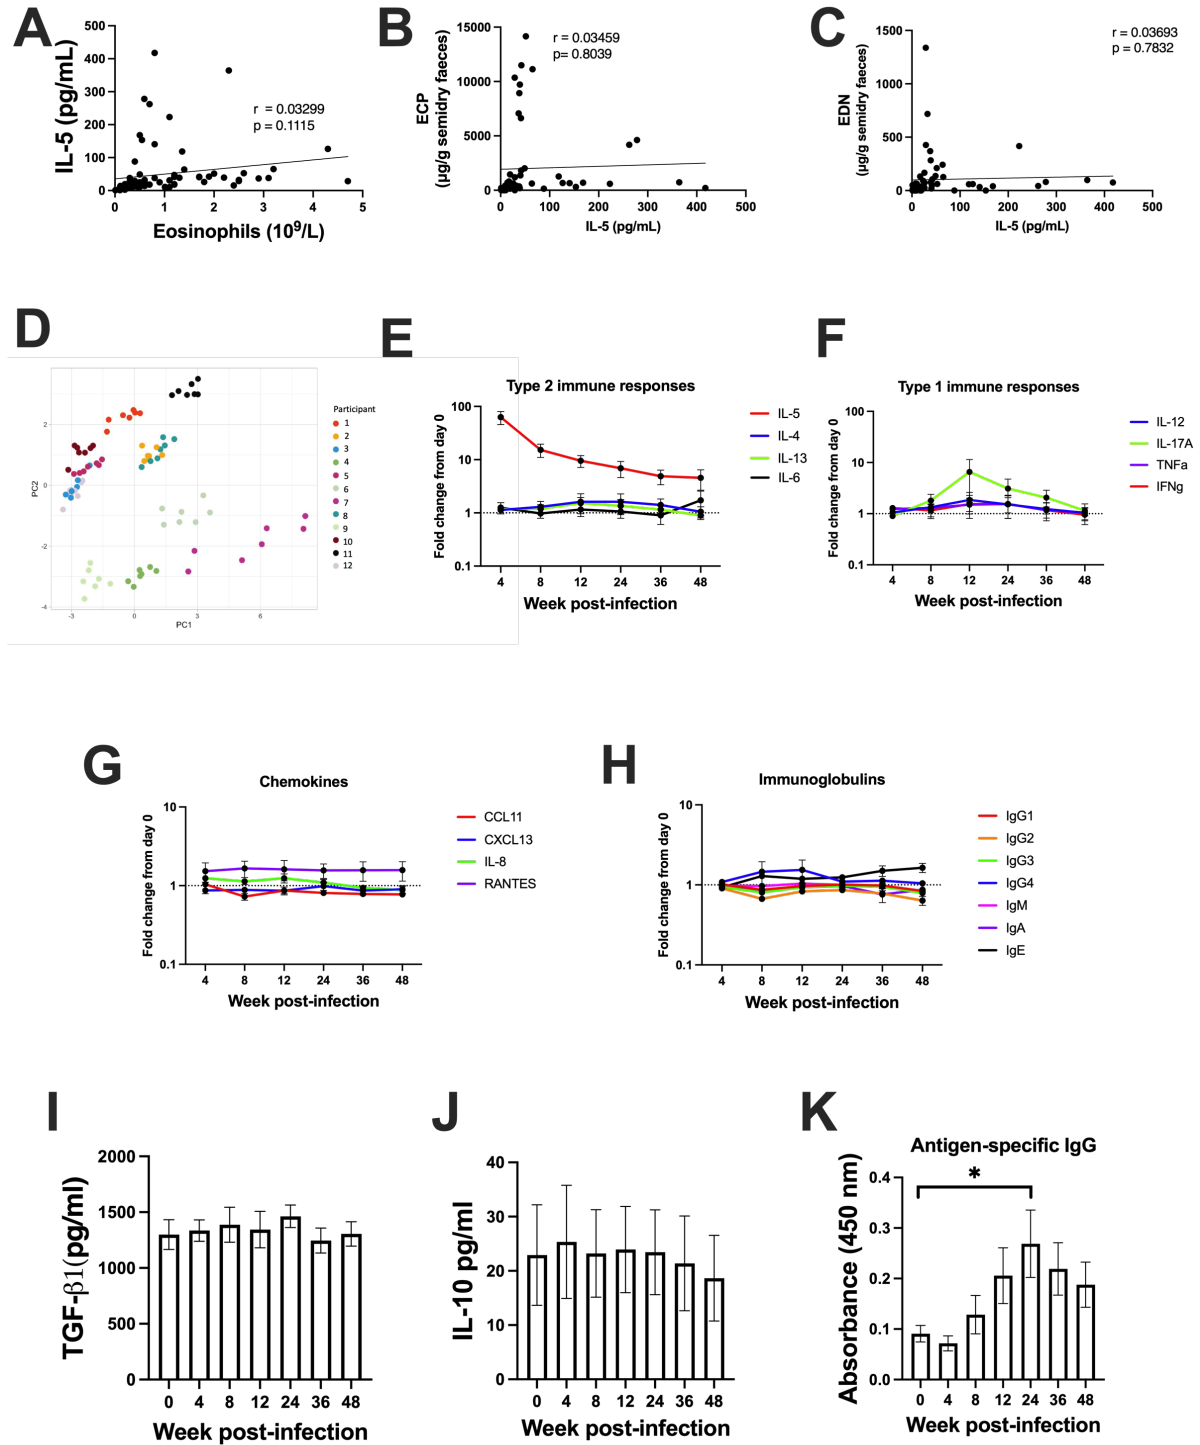 A
B
C
500
400
300
200
100
0
IL-5 (pg/mL)
r = 0.03299
p = 0.1115
0 1 2 3 4 5
Eosinophils (10⁹/L)
15000
10000
5000
0
ECP
(µg/g semidry faeces)
r = 0.03459
p= 0.8039
0 100 200 300 400 500
IL-5 (pg/mL)
1500
1000
500
0
EDN
(µg/g semidry faeces)
r = 0.03693
p = 0.7832
0 100 200 300 400 500
IL-5 (pg/mL)
D
2
0
-2
-4
PC2
-3 0 3 6
PC1
Participant
1
2
3
4
5
6
7
8
9
10
11
12
E
Type 2 immune responses
100
10
1
0.1
Fold change from day 0
4 8 12 24 36 48
Week post-infection
IL-5
IL-4
IL-13
IL-6
F
Type 1 immune responses
100
10
1
0.1
Fold change from day 0
4 8 12 24 36 48
Week post-infection
IL-12
IL-17A
TNFa
IFNg
G
Chemokines
10
1
0.1
Fold change from day 0
4 8 12 24 36 48
Week post-infection
CCL11
CXCL13
IL-8
RANTES
H
Immunoglobulins
10
1
0.1
Fold change from day 0
4 8 12 24 36 48
Week post-infection
IgG1
IgG2
IgG3
IgG4
IgM
IgA
IgE
I
2000
1500
1000
500
0
TGF-β1(pg/ml)
0 4 8 12 24 36 48
Week post-infection
J
40
30
20
10
0
IL-10 pg/ml
0 4 8 12 24 36 48
Week post-infection
K
Antigen-specific IgG
*
0.4
0.3
0.2
0.1
0.0
Absorbance (450 nm)
0 4 8 12 24 36 48
Week post-infection